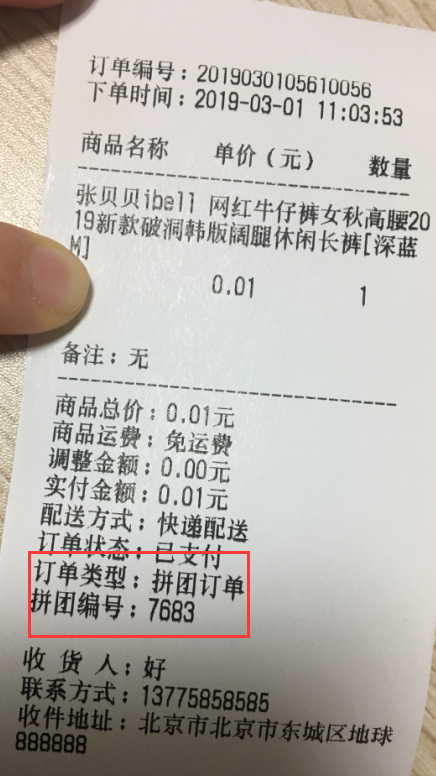 订单编号：2019030105610056
下单时间：2019-03-01 11:03:53
商品名称 单价（元） 数量
张贝贝ibell 网红牛仔裤女秋高腰20
19新款破洞韩版阔腿休闲长裤[深蓝
M]
0.01 1
备注：无
商品总价：0.01元
商品运费：免运费
调整金额：0.00元
实付金额：0.01元
配送方式：快递配送
订单状态：已支付
订单类型：拼团订单
拼团编号：7683
收 货 人：好
联系方式：13775858585
收件地址：北京市北京市东城区地球
888888